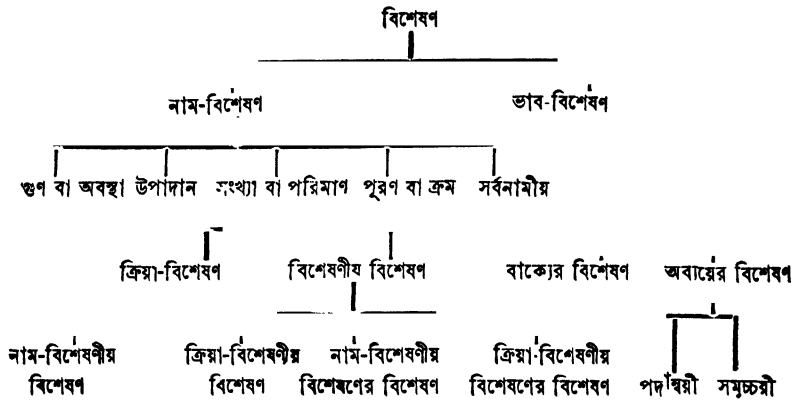 বিশেষণ
নাম-বিশেষণ ভাব-বিশেষণ
গুণ বা অবস্থা উপাদান সংখ্যা বা পরিমাণ পূরণ বা ক্রম সর্বনামীয়
ক্রিয়া-বিশেষণ বিশেষণীয় বিশেষণ বাক্যের বিশেষণ অব্যয়ের বিশেষণ
নাম-বিশেষণীয় ক্রিয়া-বিশেষণীয় নাম-বিশেষণীয় ক্রিয়া-বিশেষণীয়
বিশেষণ বিশেষণ বিশেষণের বিশেষণ বিশেষণের বিশেষণ পদান্বয়ী সমুচ্চয়ী